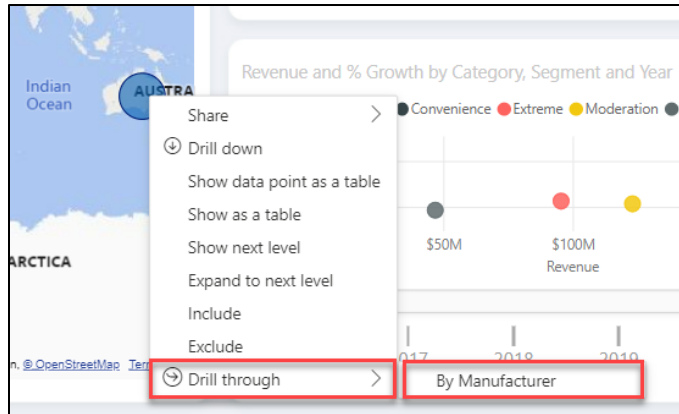 Indian
Ocean
AUSTRA
ARCTICA
© OpenStreetMap
Revenue and % Growth by Category, Segment and Year
Convenience Extreme Moderation
$50M $100M
Revenue
2018 2019
Share
Drill down
Show data point as a table
Show as a table
Show next level
Expand to next level
Include
Exclude
Drill through
By Manufacturer